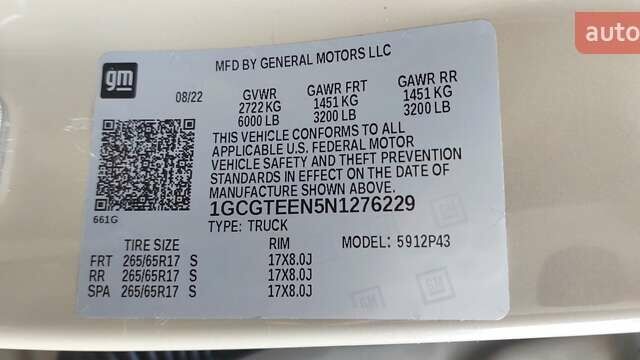 auto
MFD BY GENERAL MOTORS LLC
gm
08/22
GVWR GAWR FRT GAWR RR
2722 KG 1451 KG 1451 KG
6000 LB 3200 LB 3200 LB
THIS VEHICLE CONFORMS TO ALL
APPLICABLE U.S. FEDERAL MOTOR
VEHICLE SAFETY AND THEFT PREVENTION
STANDARDS IN EFFECT ON THE DATE OF
MANUFACTURE SHOWN ABOVE.
661G
1GCGTEEN5N1276229
TYPE: TRUCK
TIRE SIZE RIM MODEL: 5912P43
FRT 265/65R17 S 17X8.0J
RR 265/65R17 S 17X8.0J
SPA 265/65R17 S 17X8.0J
GM
GM